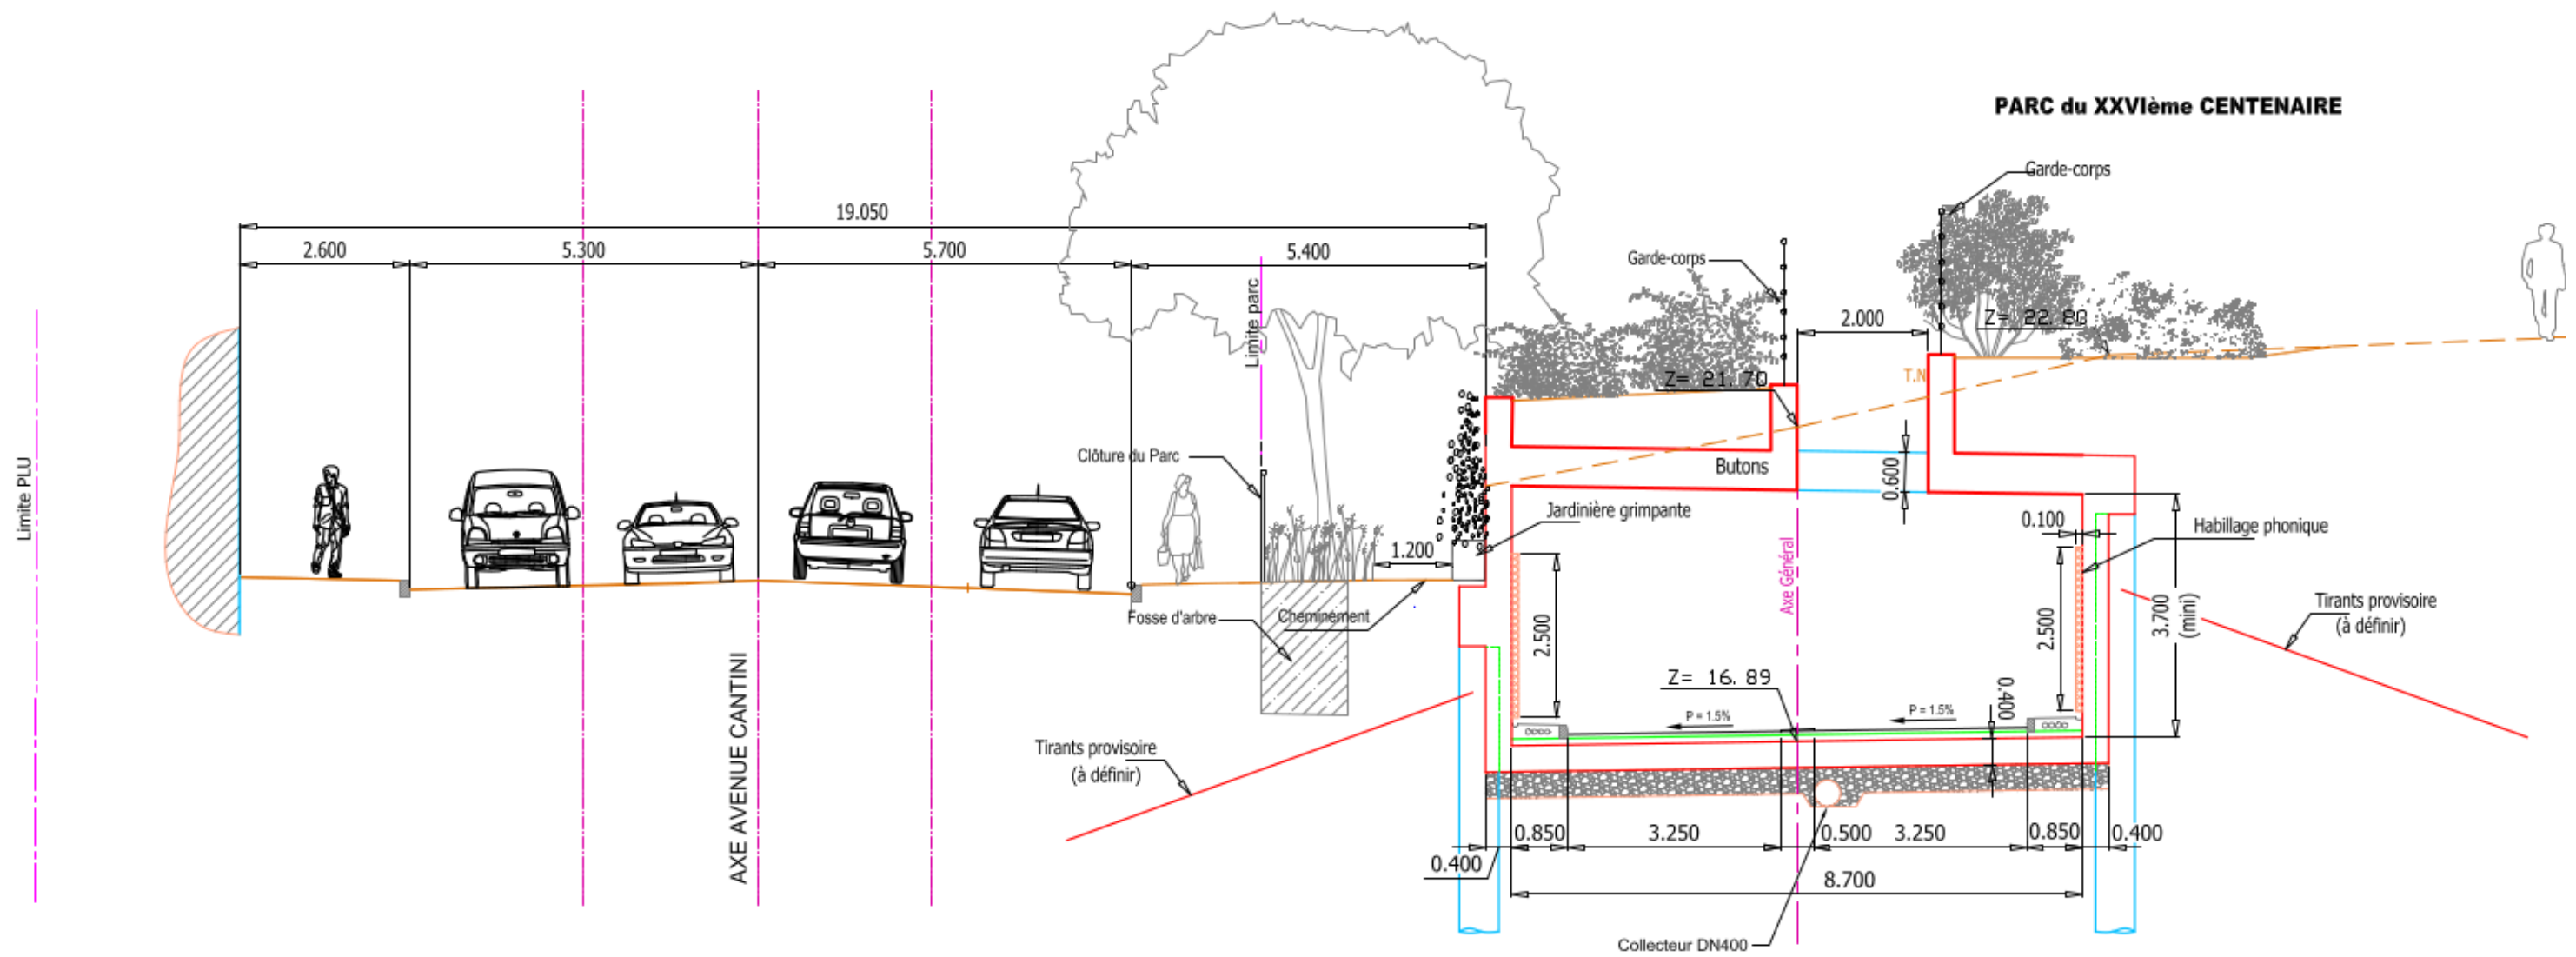 PARC du XXVIème CENTENAIRE
Garde-corps
19.050
2.600
5.300
5.700
5.400
Garde-corps
Limite parc
2.000
Z= 22.80
Z= 21.70
T.N
Limite PLU
Clôture du Parc
Butons
0.600
Jardinière grimpante
0.100
Habillage phonique
1.200
Axe Général
Fosse d'arbre
Cheminement
2.500
2.500
3.700
(mini)
Tirants provisoire
(à définir)
Z= 16.89
0.400
P = 1.5%
P = 1.5%
AXE AVENUE CANTINI
Tirants provisoire
(à définir)
0.850
3.250
0.500
3.250
0.850
0.400
0.400
8.700
Collecteur DN400